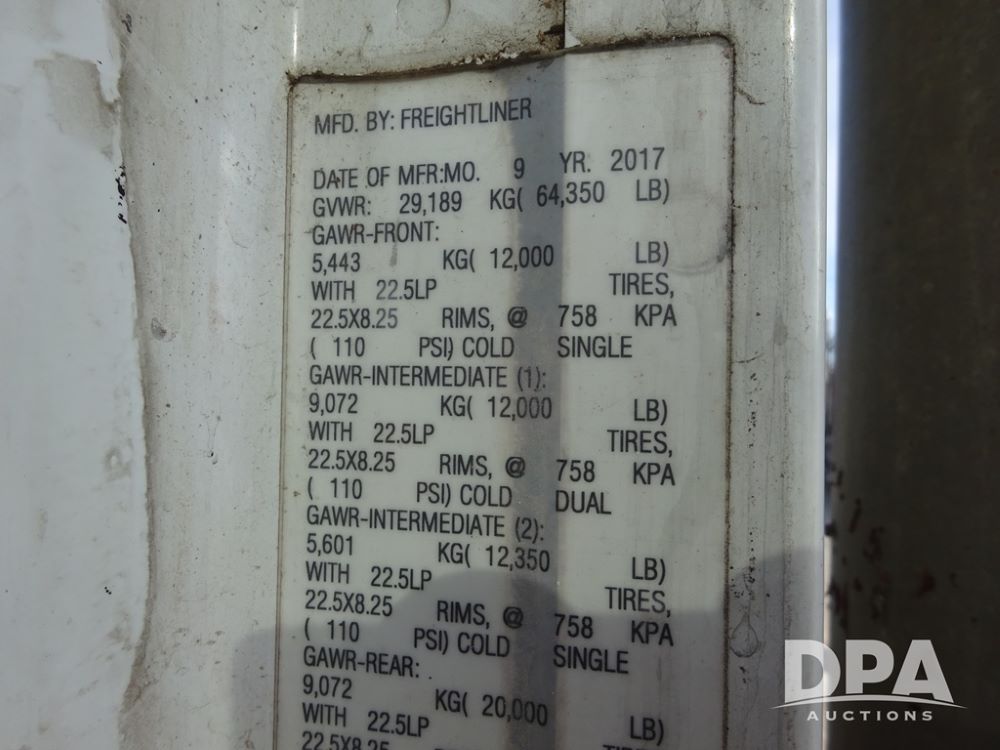 MFD. BY: FREIGHTLINER
DATE OF MFR:MO. 9 YR. 2017
GVWR: 29,189 KG( 64,350 LB)
GAWR-FRONT:
5,443 KG( 12,000 LB)
WITH 22.5LP TIRES,
22.5X8.25 RIMS, @ 758 KPA
( 110 PSI) COLD SINGLE
GAWR-INTERMEDIATE (1):
9,072 KG( 12,000 LB)
WITH 22.5LP TIRES,
22.5X8.25 RIMS, @ 758 KPA
( 110 PSI) COLD DUAL
GAWR-INTERMEDIATE (2):
5,601 KG( 12,350 LB)
WITH 22.5LP TIRES,
22.5X8.25 RIMS, @ 758 KPA
( 110 PSI) COLD SINGLE
GAWR-REAR:
9,072 KG( 20,000 LB)
WITH 22.5LP TIRES,
22.5X8.25
DPA
AUCTIONS